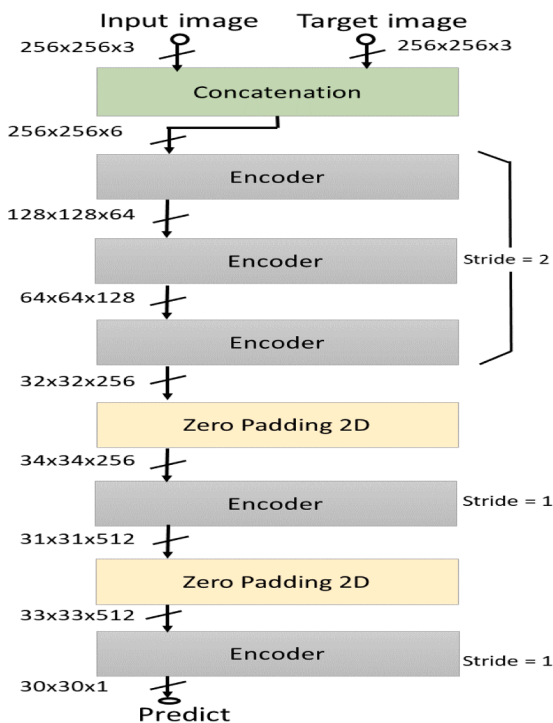 Input image
Target image
256x256x3
256x256x3
Concatenation
256x256x6
Encoder
128x128x64
Encoder
Stride = 2
64x64x128
Encoder
32x32x256
Zero Padding 2D
34x34x256
Encoder
Stride = 1
31x31x512
Zero Padding 2D
33x33x512
Encoder
Stride = 1
30x30x1
Predict